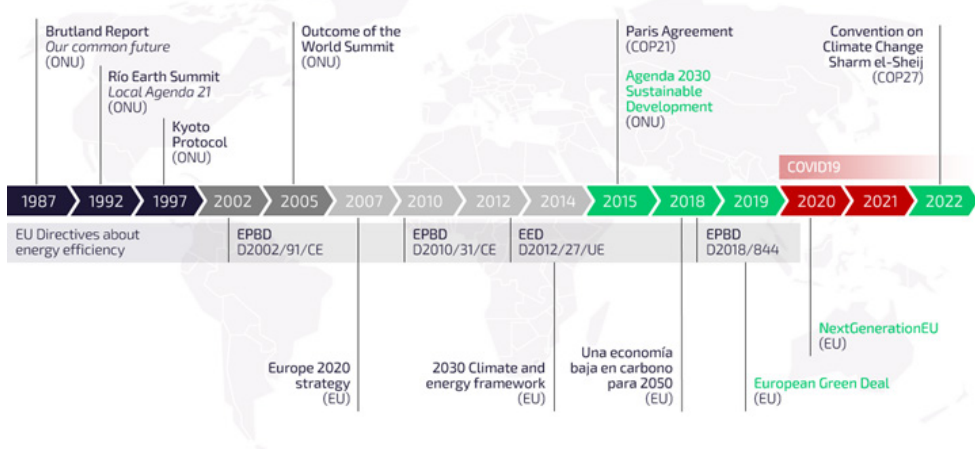 Brutland Report
Our common future
(ONU)
Río Earth Summit
Local Agenda 21
(ONU)
Kyoto
Protocol
(ONU)
Outcome of the
World Summit
(ONU)
Paris Agreement
(COP21)
Agenda 2030
Sustainable
Development
(ONU)
Convention on
Climate Change
Sharm el-Sheij
(COP27)
COVID19
1987
1992
1997
2002
2005
2007
2010
2012
2014
2015
2018
2019
2020
2021
2022
EU Directives about
energy efficiency
EPBD
D2002/91/CE
EPBD
D2010/31/CE
EED
D2012/27/UE
EPBD
D2018/844
Europe 2020
strategy
(EU)
2030 Climate and
energy framework
(EU)
Una economía
baja en carbono
para 2050
(EU)
European Green Deal
(EU)
NextGenerationEU
(EU)